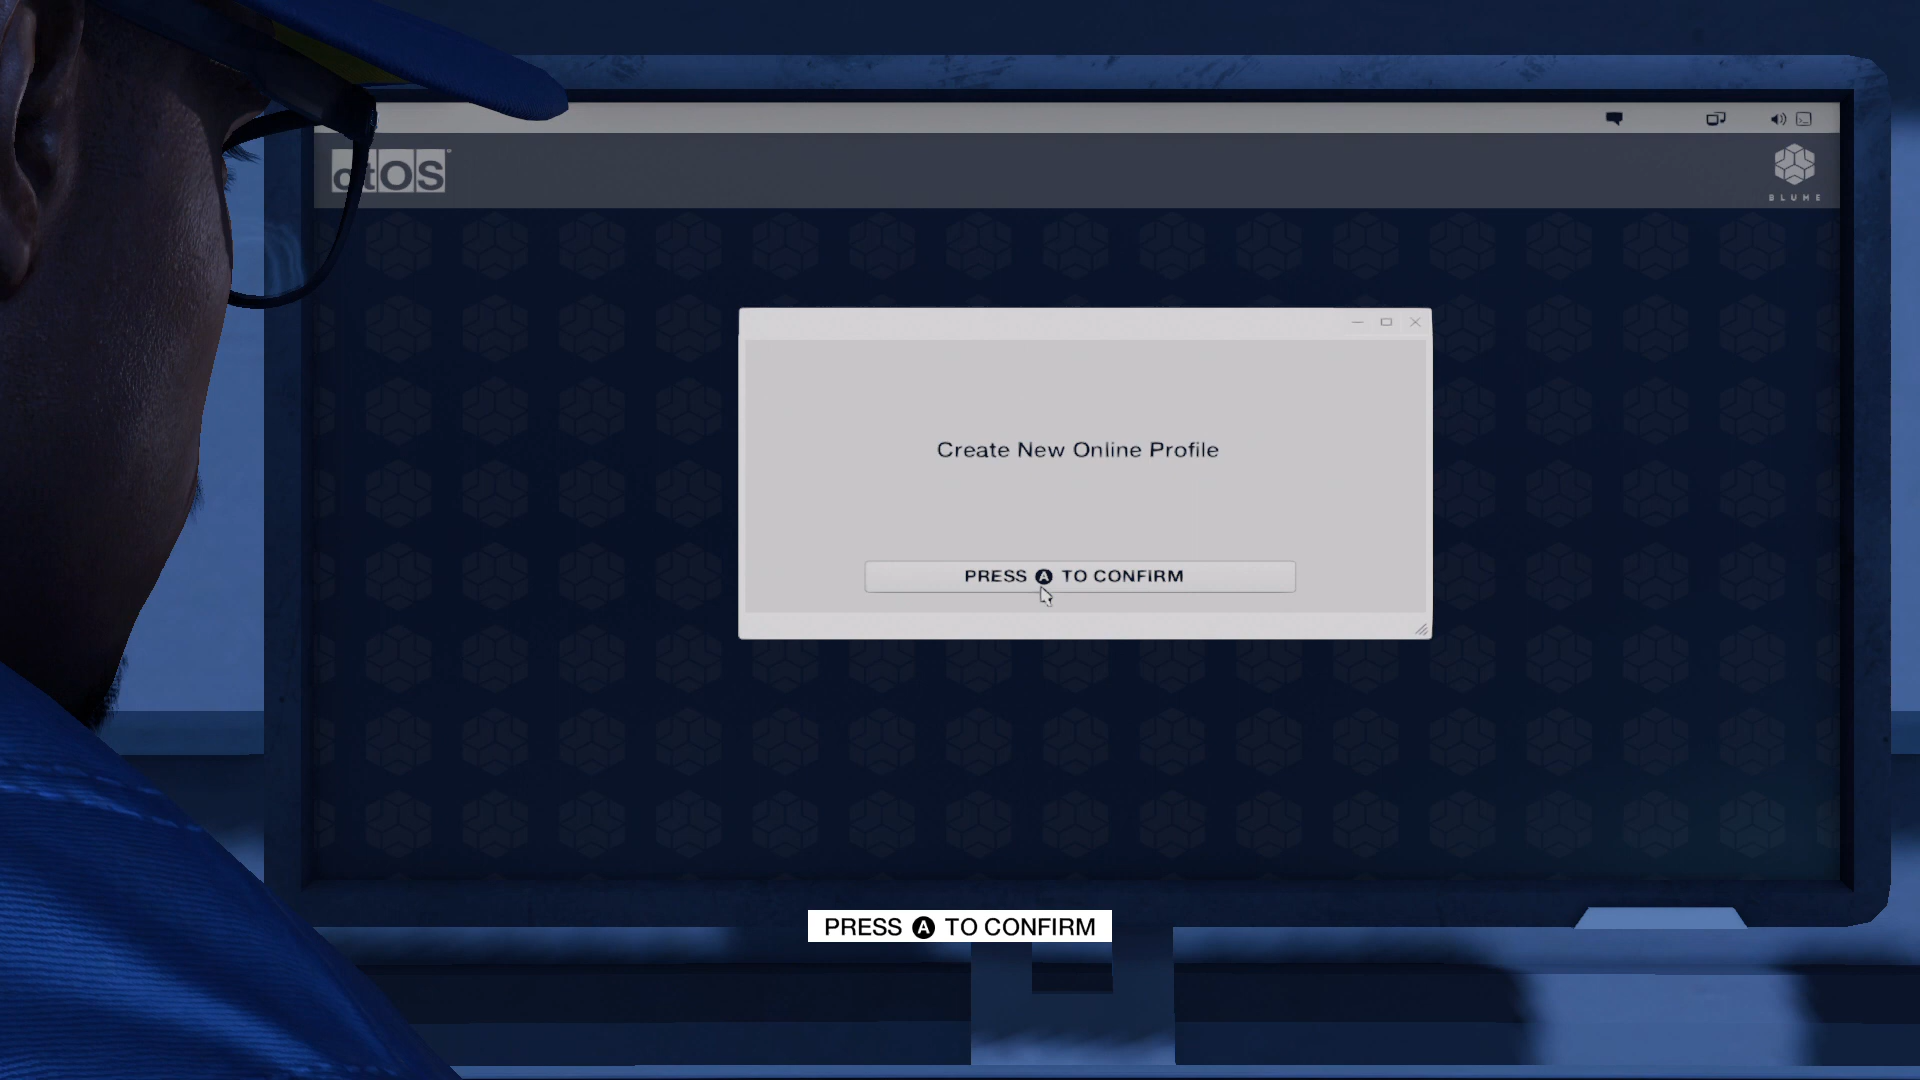 ctOS
BLUME
Create New Online Profile
PRESS A TO CONFIRM
PRESS A TO CONFIRM